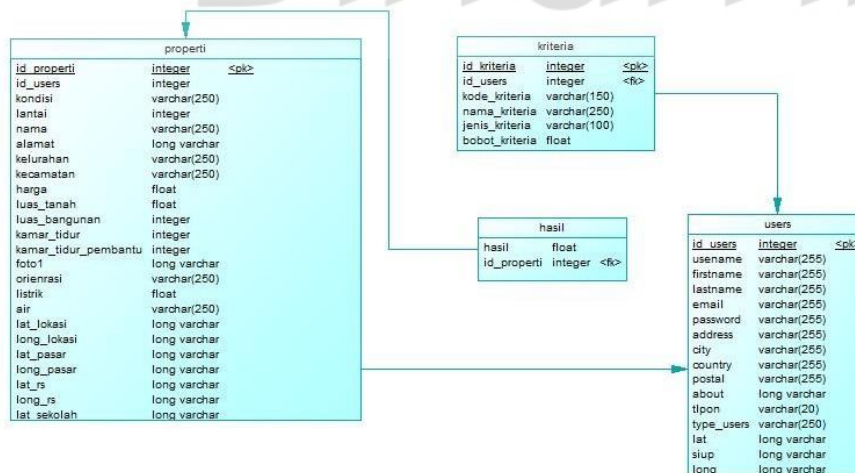 properti
id_properti integer <pk>
id_users integer
kondisi varchar(250)
lantai integer
nama varchar(250)
alamat long varchar
kelurahan varchar(250)
kecamatan varchar(250)
harga float
luas_tanah float
luas_bangunan integer
kamar_tidur integer
kamar_tidur_pembantu integer
foto1 long varchar
orienrasi varchar(250)
listrik float
air varchar(250)
lat_lokasi long varchar
long_lokasi long varchar
lat_pasar long varchar
long_pasar long varchar
lat_rs long varchar
long_rs long varchar
lat_sekolah long varchar
kriteria
id_kriteria integer <pk>
id_users integer <fk>
kode_kriteria varchar(150)
nama_kriteria varchar(250)
jenis_kriteria varchar(100)
bobot_kriteria float
hasil
hasil float
id_properti integer <fk>
users
id_users integer <pk
usename varchar(255)
firstname varchar(255)
lastname varchar(255)
email varchar(255)
password varchar(255)
address varchar(255)
city varchar(255)
country varchar(255)
postal varchar(255)
about long varchar
tlpon varchar(20)
type_users varchar(250)
lat long varchar
siup long varchar
long long varchar